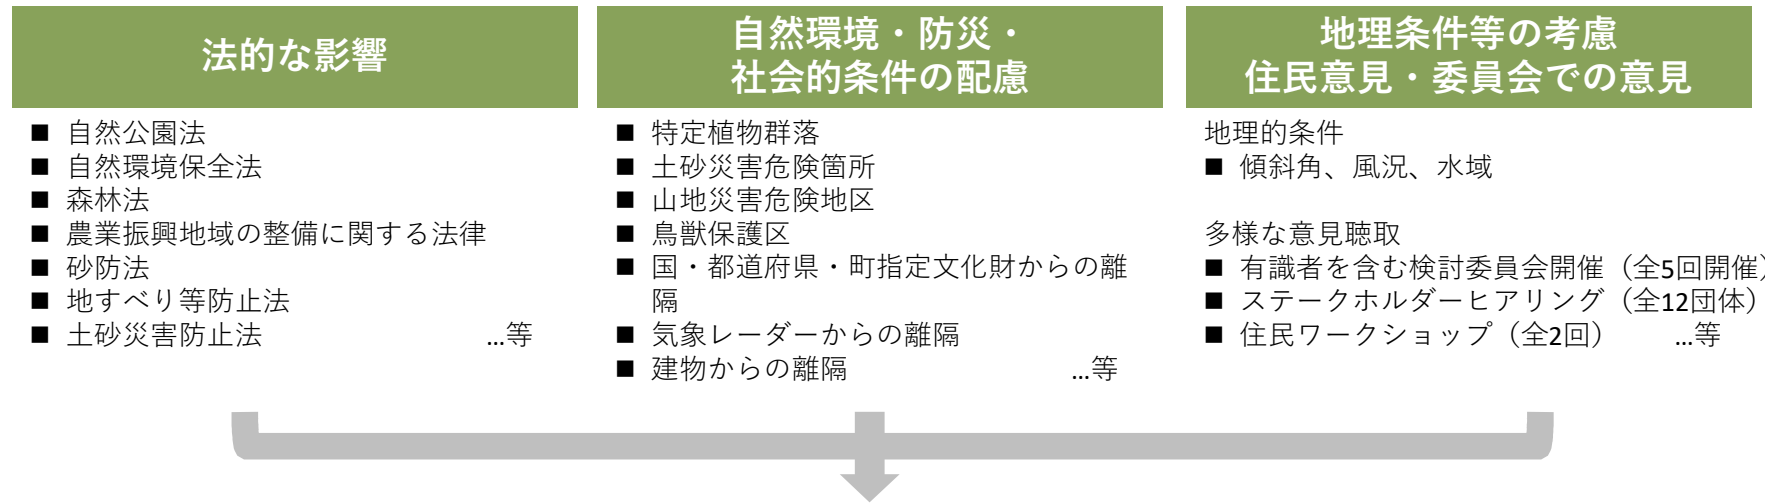 法的な影響
■ 自然公園法
■ 自然環境保全法
■ 森林法
■ 農業振興地域の整備に関する法律
■ 砂防法
■ 地すべり等防止法
■ 土砂災害防止法 …等
自然環境・防災・
社会的条件の配慮
■ 特定植物群落
■ 土砂災害危険箇所
■ 山地災害危険地区
■ 鳥獣保護区
■ 国・都道府県・町指定文化財からの離
隔
■ 気象レーダーからの離隔
■ 建物からの離隔 …等
地理条件等の考慮
住民意見・委員会での意見
地理的条件
■ 傾斜角、風況、水域
多様な意見聴取
■ 有識者を含む検討委員会開催（全5回開催）
■ ステークホルダーヒアリング（全12団体）
■ 住民ワークショップ（全2回） …等